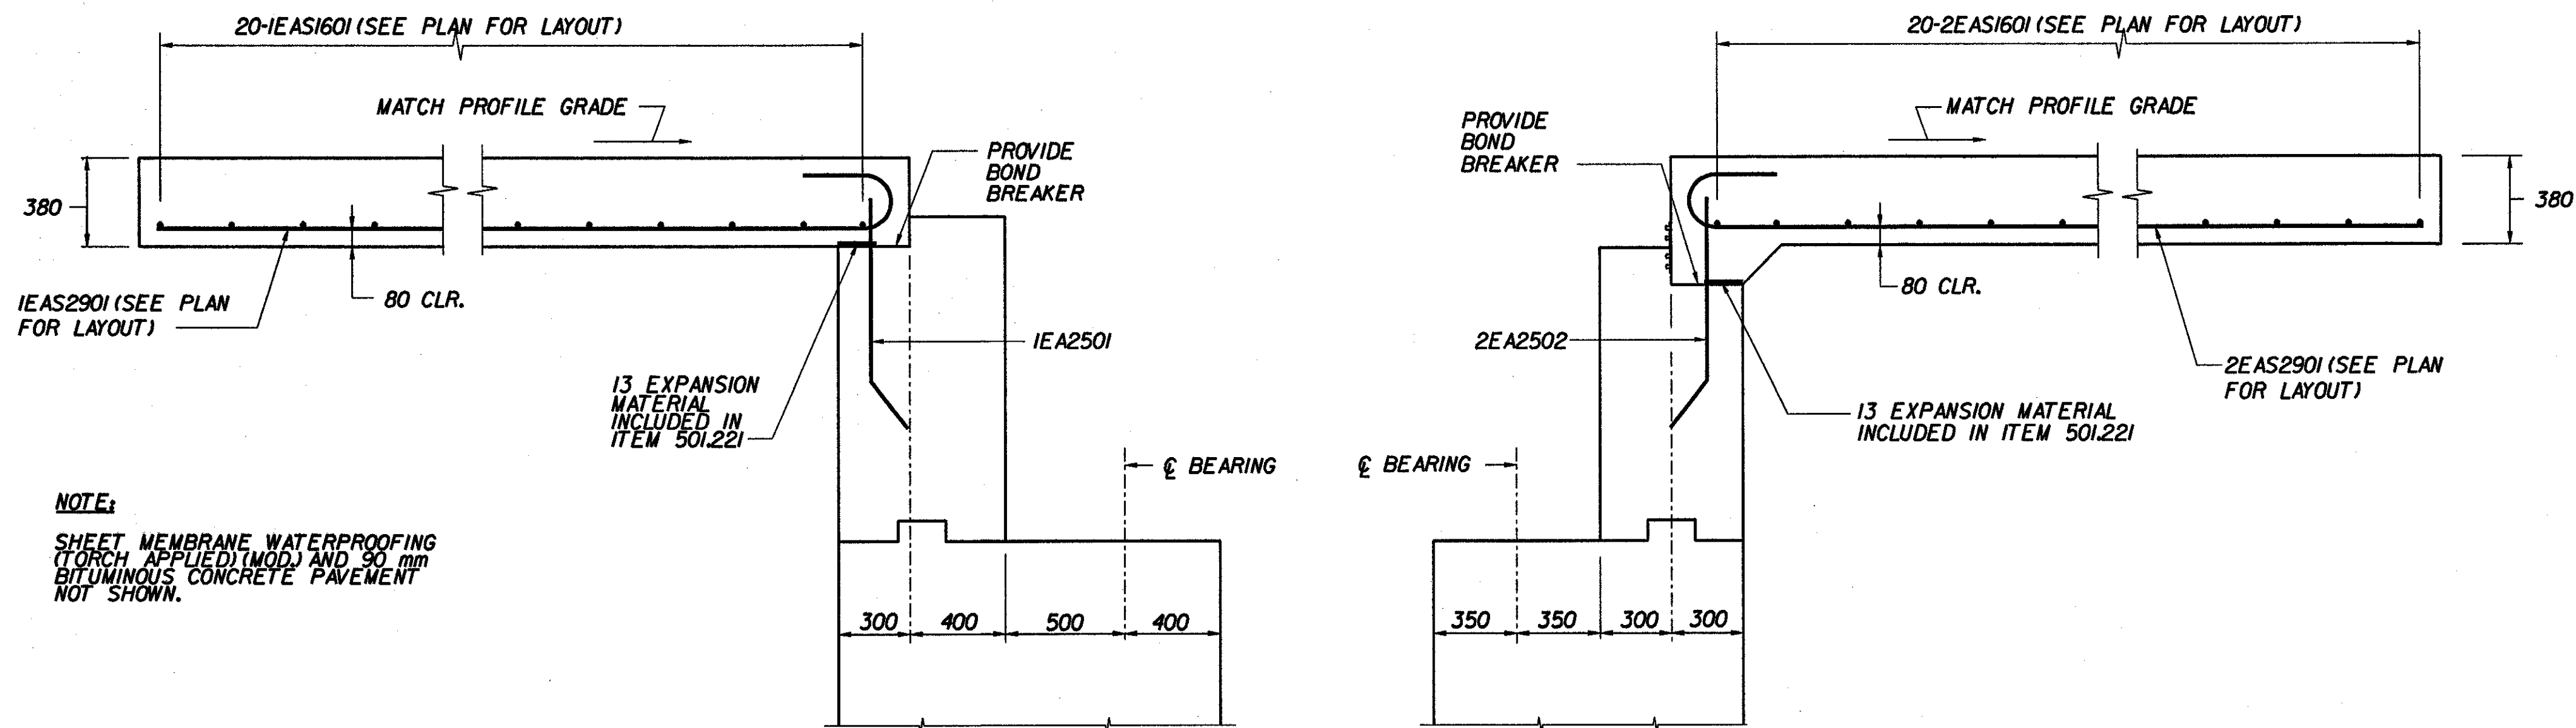 20-1EAS1601 (SEE PLAN FOR LAYOUT)
MATCH PROFILE GRADE
PROVIDE
BOND
BREAKER
380
80 CLR.
1EAS2901 (SEE PLAN
FOR LAYOUT)
1EA2501
13 EXPANSION
MATERIAL
INCLUDED IN
ITEM 501.221
℄ BEARING
NOTE:
SHEET MEMBRANE WATERPROOFING
(TORCH APPLIED) (MOD.) AND 90 mm
BITUMINOUS CONCRETE PAVEMENT
NOT SHOWN.
300 400 500 400
20-2EAS1601 (SEE PLAN FOR LAYOUT)
MATCH PROFILE GRADE
PROVIDE
BOND
BREAKER
380
80 CLR.
2EA2502
2EAS2901 (SEE PLAN
FOR LAYOUT)
13 EXPANSION MATERIAL
INCLUDED IN ITEM 501.221
℄ BEARING
350 350 300 300